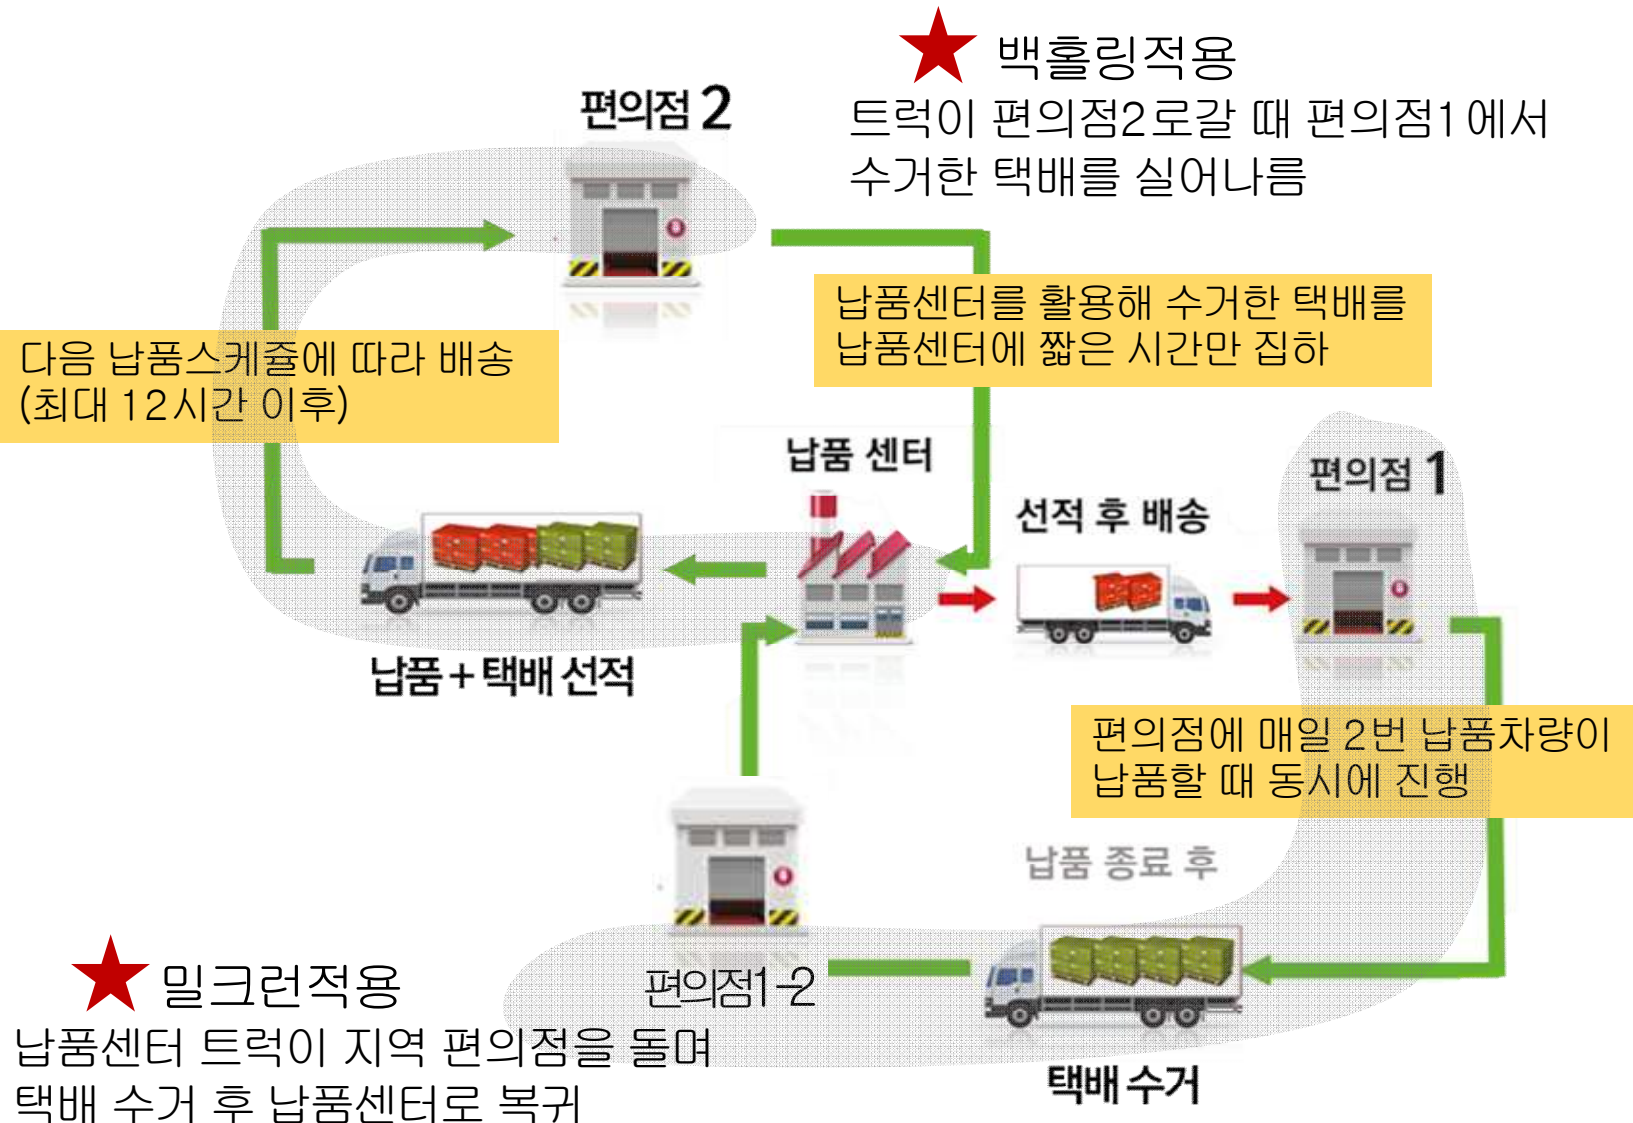 백홀링적용
트럭이 편의점2로갈 때 편의점1에서
수거한 택배를 실어나름
편의점 2
납품센터를 활용해 수거한 택배를
납품센터에 짧은 시간만 집하
다음 납품스케쥴에 따라 배송
(최대 12시간 이후)
납품 센터
편의점 1
선적 후 배송
납품+택배 선적
편의점에 매일 2번 납품차량이
납품할 때 동시에 진행
납품 종료 후
편의점1-2
밀크런적용
납품센터 트럭이 지역 편의점을 돌며
택배 수거 후 납품센터로 복귀
택배 수거